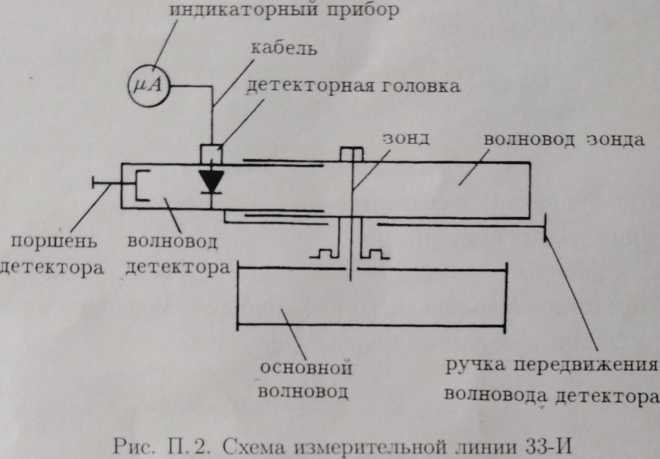 индикаторный прибор
кабель
μA
детекторная головка
зонд
волновод зонда
поршень
детектора
волновод
детектора
основной
волновод
ручка передвижения
волновода детектора
Рис. П. 2. Схема измерительной линии 33-И